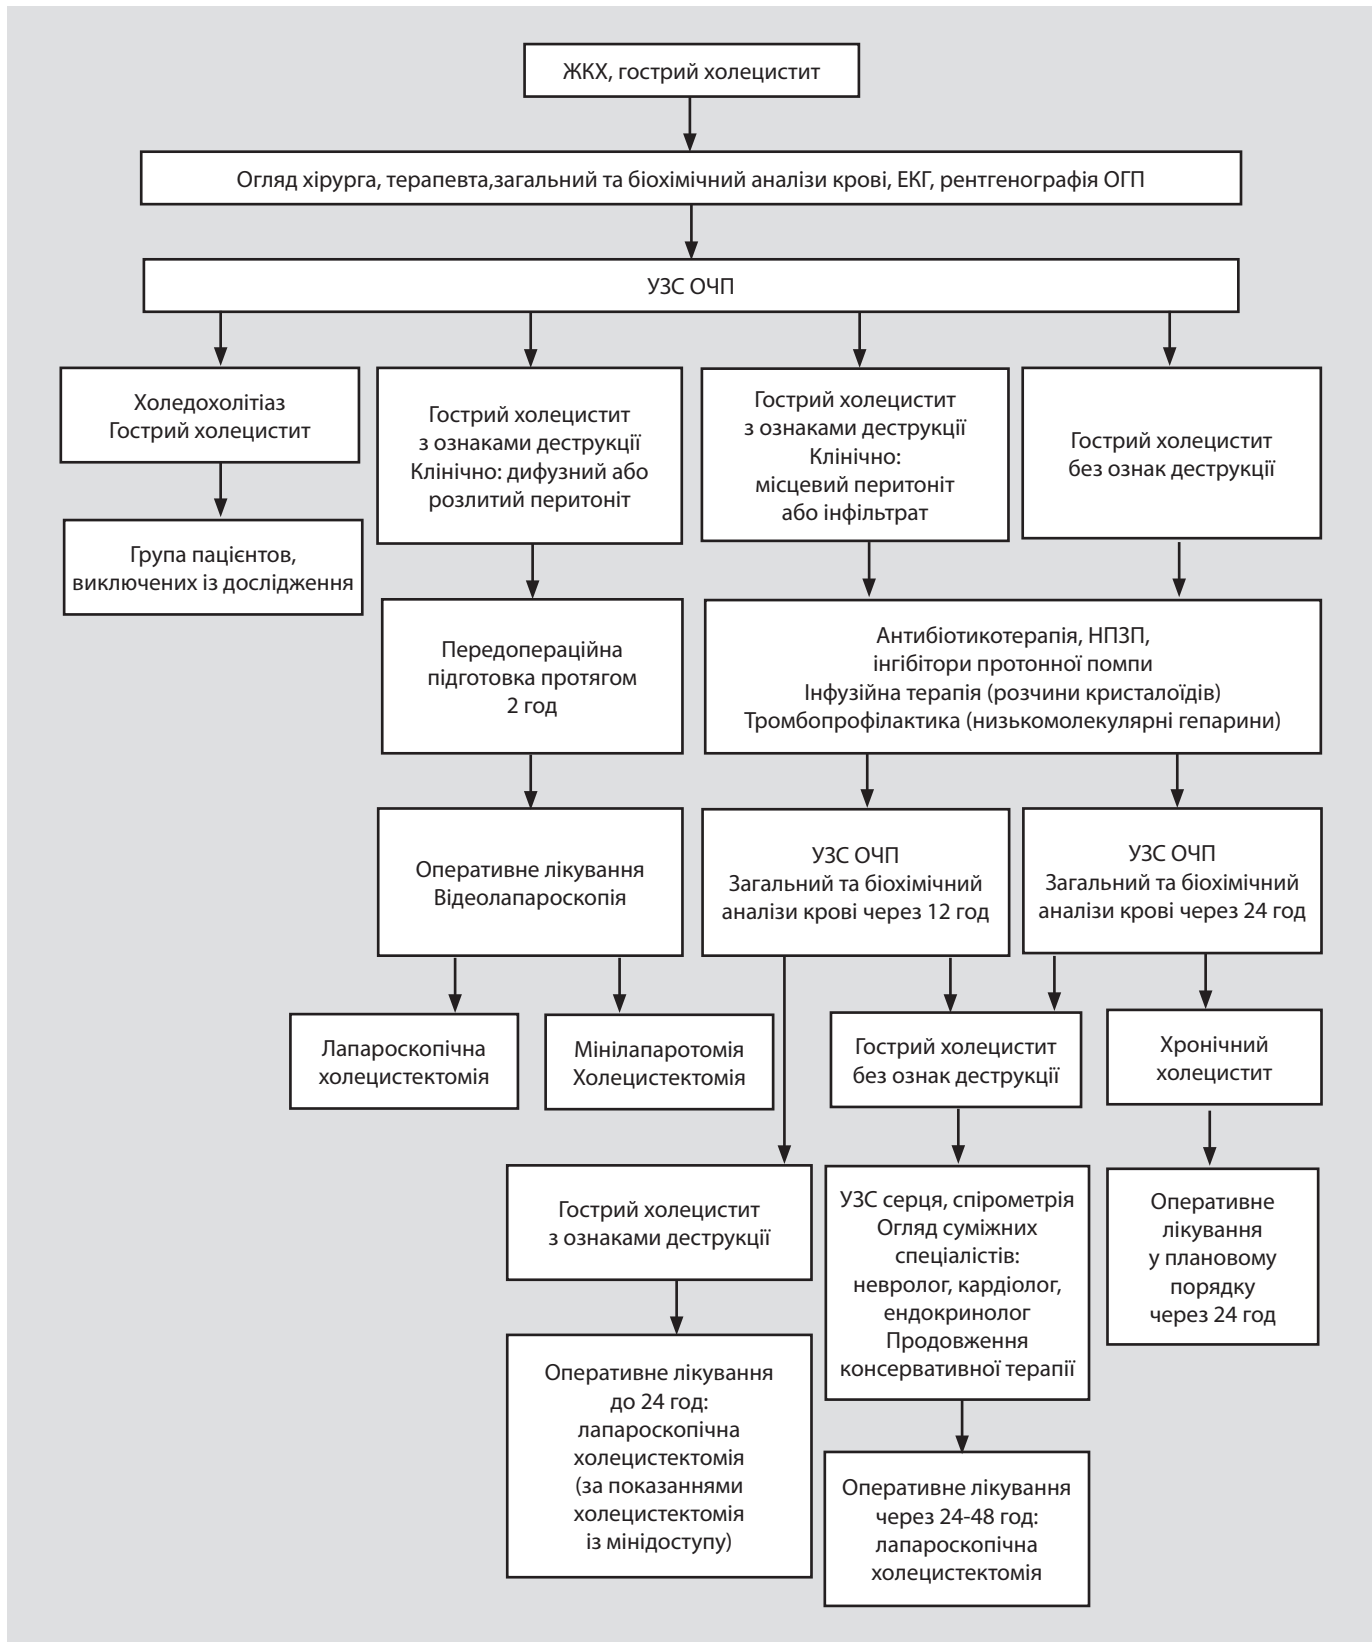 ЖКХ, гострий холецистит
Огляд хірурга, терапевта,загальний та біохімічний аналізи крові, ЕКГ, рентгенографія ОГП
УЗС ОЧП
Холедохолітіаз
Гострий холецистит
Гострий холецистит
з ознаками деструкції
Клінічно: дифузний або
розлитий перитоніт
Гострий холецистит
з ознаками деструкції
Клінічно:
місцевий перитоніт
або інфільтрат
Гострий холецистит
без ознак деструкції
Група пацієнтов,
виключених із дослідження
Передопераційна
підготовка протягом
2 год
Антибіотикотерапія, НПЗП,
інгібітори протонної помпи
Інфузійна терапія (розчини кристалоїдів)
Тромбопрофілактика (низькомолекулярні гепарини)
Оперативне лікування
Відеолапароскопія
УЗС ОЧП
Загальний та біохімічний
аналізи крові через 12 год
УЗС ОЧП
Загальний та біохімічний
аналізи крові через 24 год
Лапароскопічна
холецистектомія
Мінілапаротомія
Холецистектомія
Гострий холецистит
без ознак деструкції
Хронічний
холецистит
Гострий холецистит
з ознаками деструкції
УЗС серця, спірометрія
Огляд суміжних
спеціалістів:
невролог, кардіолог,
ендокринолог
Продовження
консервативної терапії
Оперативне
лікування
у плановому
порядку
через 24 год
Оперативне лікування
до 24 год:
лапароскопічна
холецистектомія
(за показаннями
холецистектомія
із мінідоступу)
Оперативне лікування
через 24-48 год:
лапароскопічна
холецистектомія